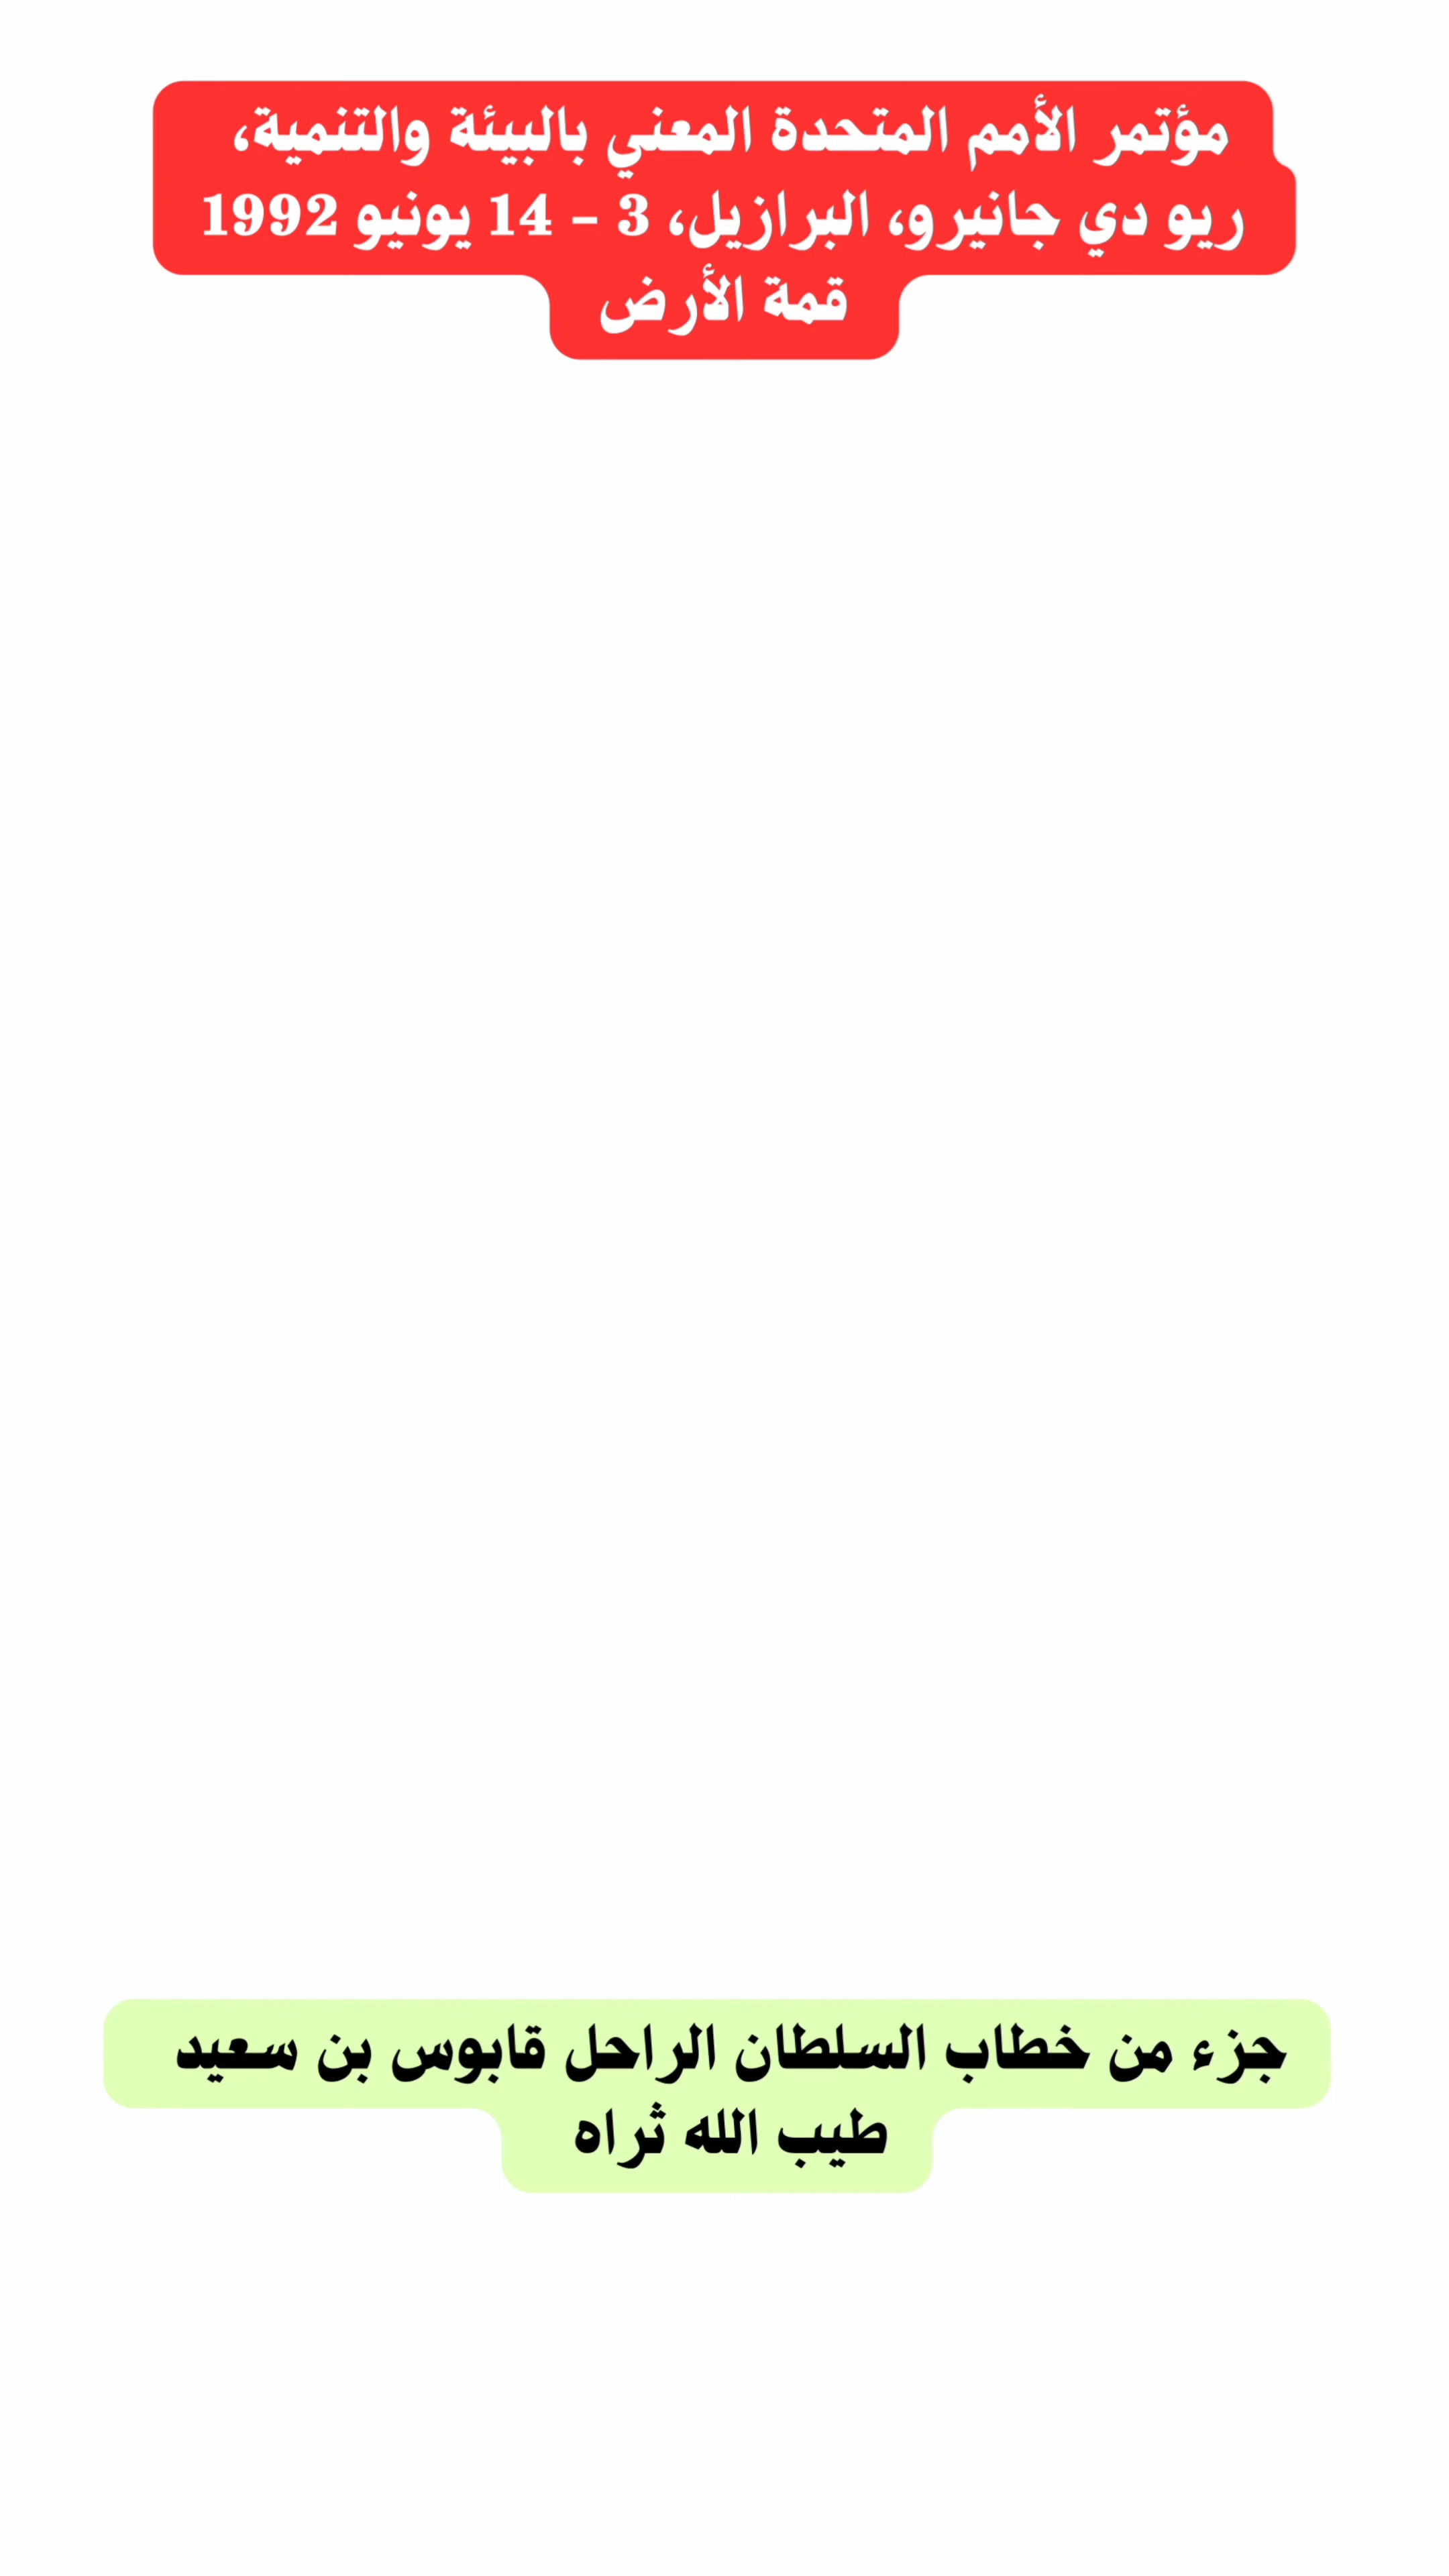 مؤتمر الأمم المتحدة المعني بالبيئة والتنمية،
ريو دي جانيرو، البرازيل، 3 - 14 يونيو 1992
قمة الأرض
جزء من خطاب السلطان الراحل قابوس بن سعيد
طيب الله ثراه